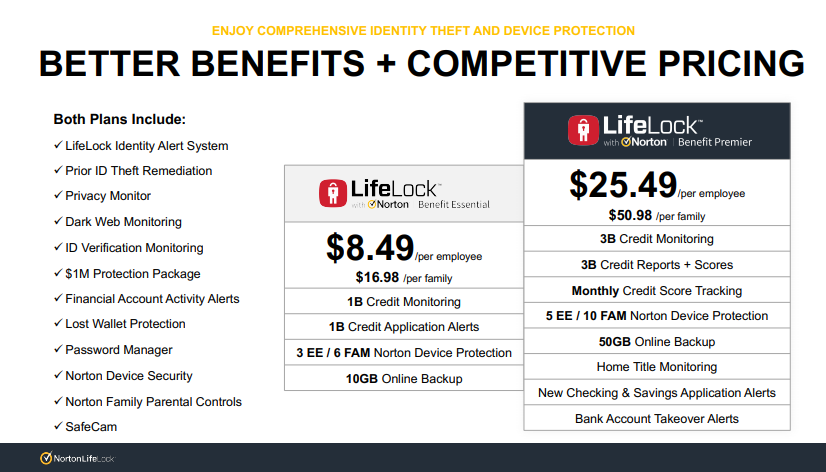 ENJOY COMPREHENSIVE IDENTITY THEFT AND DEVICE PROTECTION
BETTER BENEFITS + COMPETITIVE PRICING
Both Plans Include:
✓ LifeLock Identity Alert System
✓ Prior ID Theft Remediation
✓ Privacy Monitor
✓ Dark Web Monitoring
✓ ID Verification Monitoring
✓ $1M Protection Package
✓ Financial Account Activity Alerts
✓ Lost Wallet Protection
✓ Password Manager
✓ Norton Device Security
✓ Norton Family Parental Controls
✓ SafeCam
LifeLock™
with Norton Benefit Essential
$8.49/per employee
$16.98 /per family
1B Credit Monitoring
1B Credit Application Alerts
3 EE / 6 FAM Norton Device Protection
10GB Online Backup
LifeLock™
with Norton | Benefit Premier
$25.49/per employee
$50.98 /per family
3B Credit Monitoring
3B Credit Reports + Scores
Monthly Credit Score Tracking
5 EE / 10 FAM Norton Device Protection
50GB Online Backup
Home Title Monitoring
New Checking & Savings Application Alerts
Bank Account Takeover Alerts
NortonLifeLock